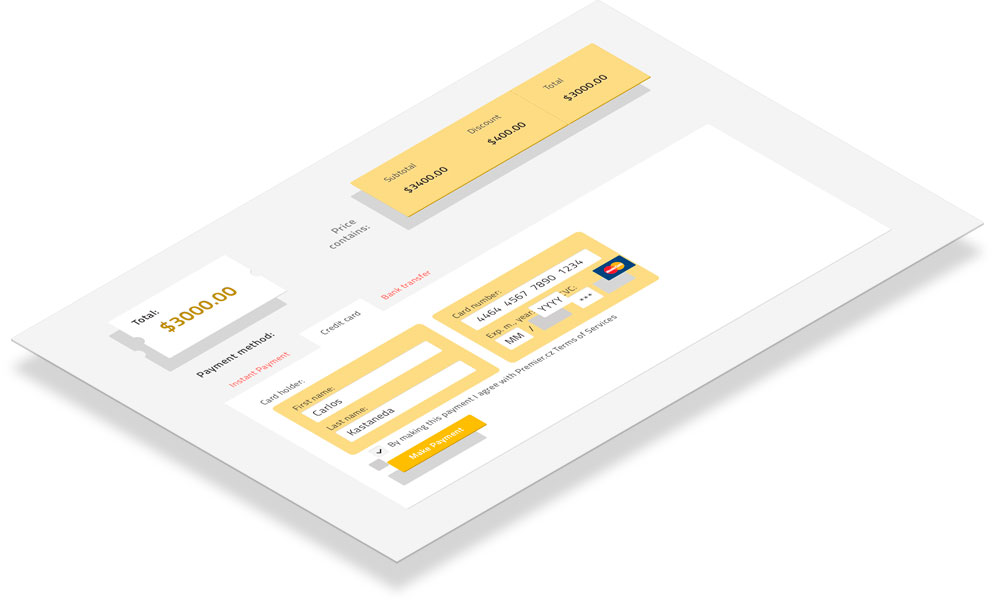 Total:
$3000.00
Price
contains:
Subtotal
$3400.00
Discount
$400.00
Total
$3000.00
Payment method:
Instant Payment
Credit card
Bank transfer
Card holder:
First name:
Carlos
Last name:
Kastaneda
Card number:
4464 4567 7890 1234
Exp. m., year:
MM / YYYY
VC:
•••
By making this payment I agree with Premier.cz Terms of Services
Make Payment